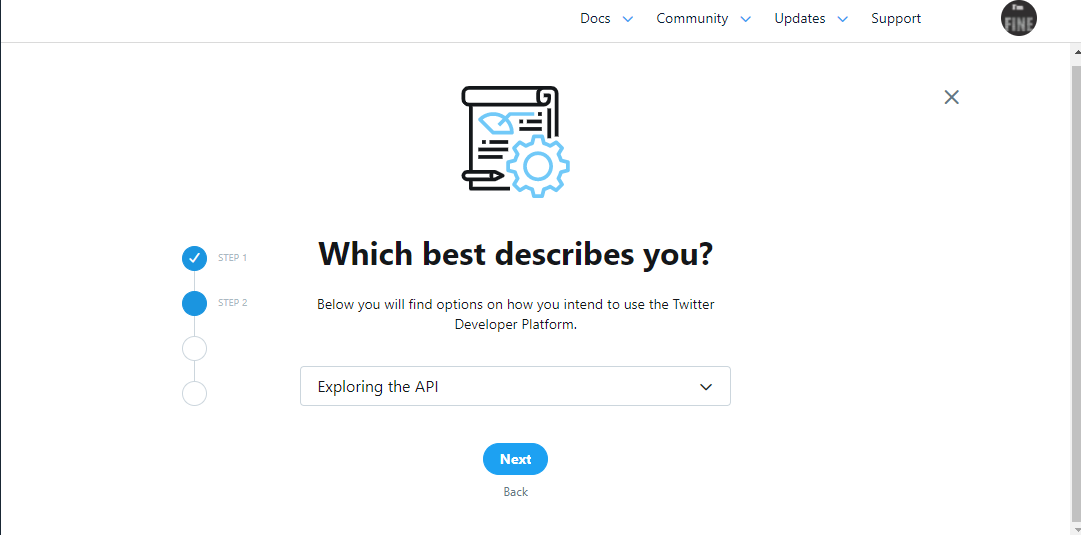 Docs Community Updates Support
I'm
FINE
STEP 1
Which best describes you?
STEP 2
Below you will find options on how you intend to use the Twitter
Developer Platform.
Exploring the API
Next
Back